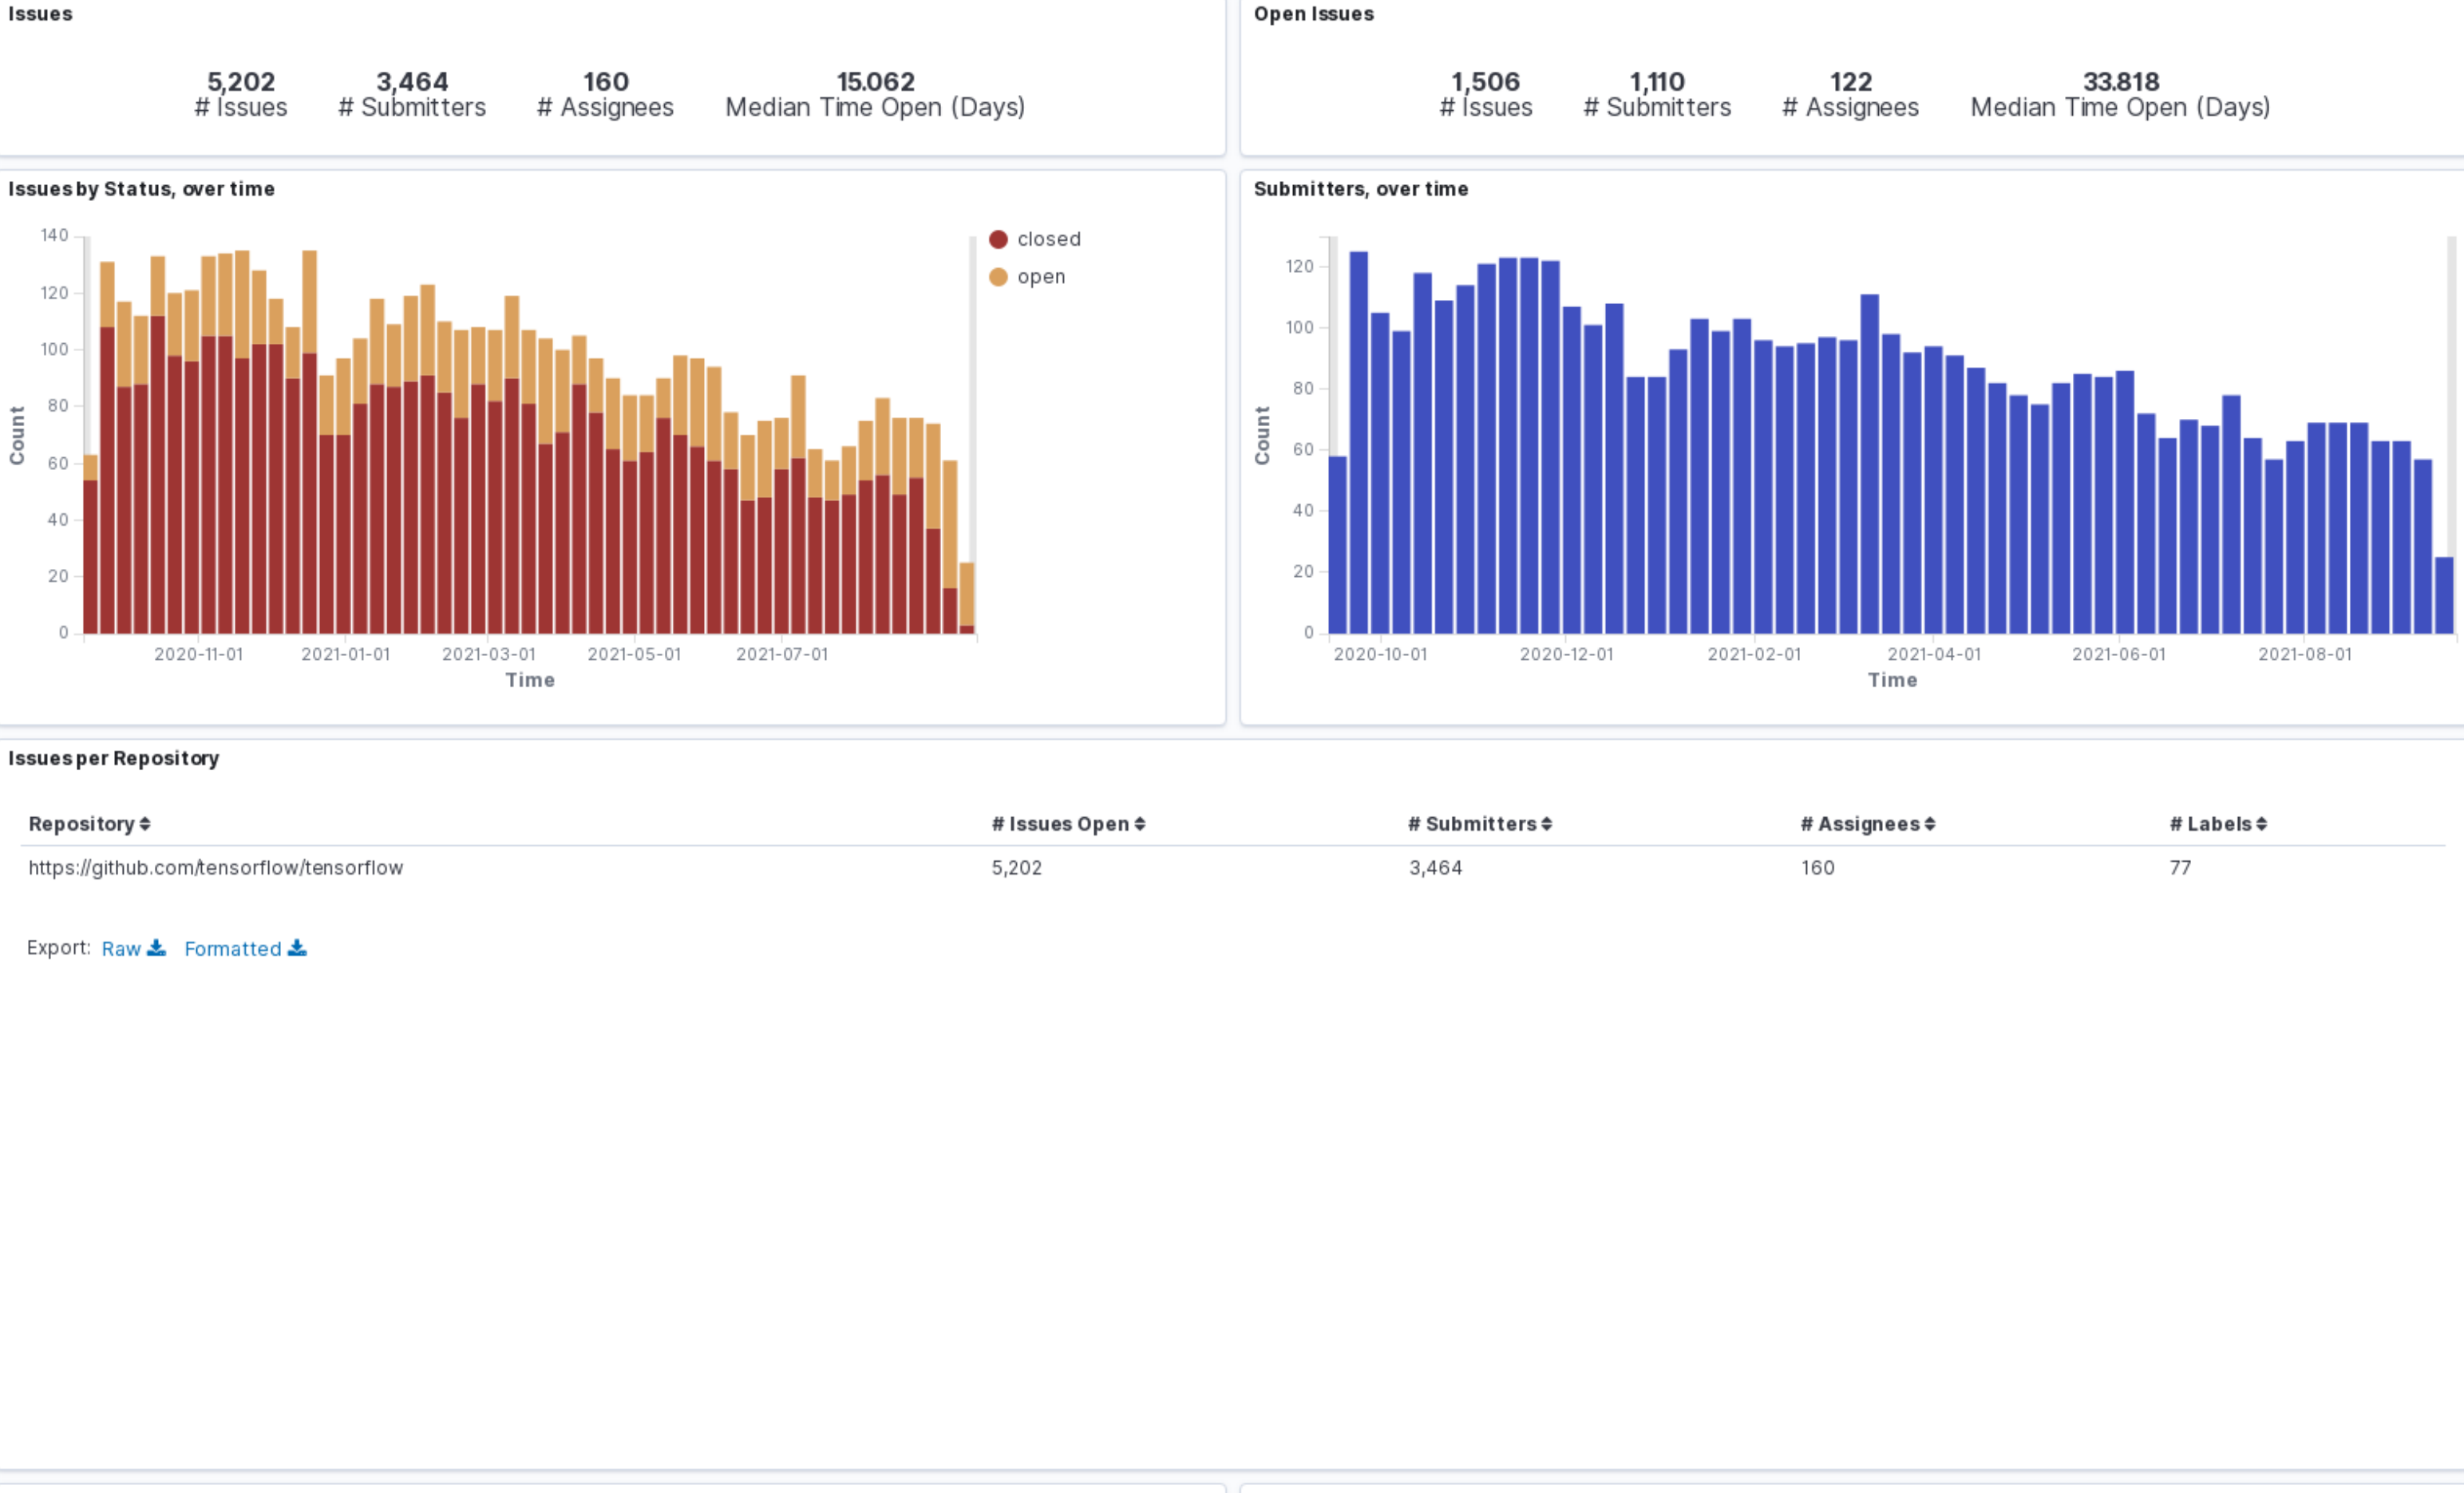 Issues
5,202
# Issues
3,464
# Submitters
160
# Assignees
15.062
Median Time Open (Days)
Open Issues
1,506
# Issues
1,110
# Submitters
122
# Assignees
33.818
Median Time Open (Days)
Issues by Status, over time
140
120
100
80
60
40
20
0
Count
2020-11-01 2021-01-01 2021-03-01 2021-05-01 2021-07-01
Time
closed
open
Submitters, over time
120
100
80
60
40
20
0
Count
2020-10-01 2020-12-01 2021-02-01 2021-04-01 2021-06-01 2021-08-01
Time
Issues per Repository
Repository # Issues Open # Submitters # Assignees # Labels
https://github.com/tensorflow/tensorflow 5,202 3,464 160 77
Export: Raw Formatted